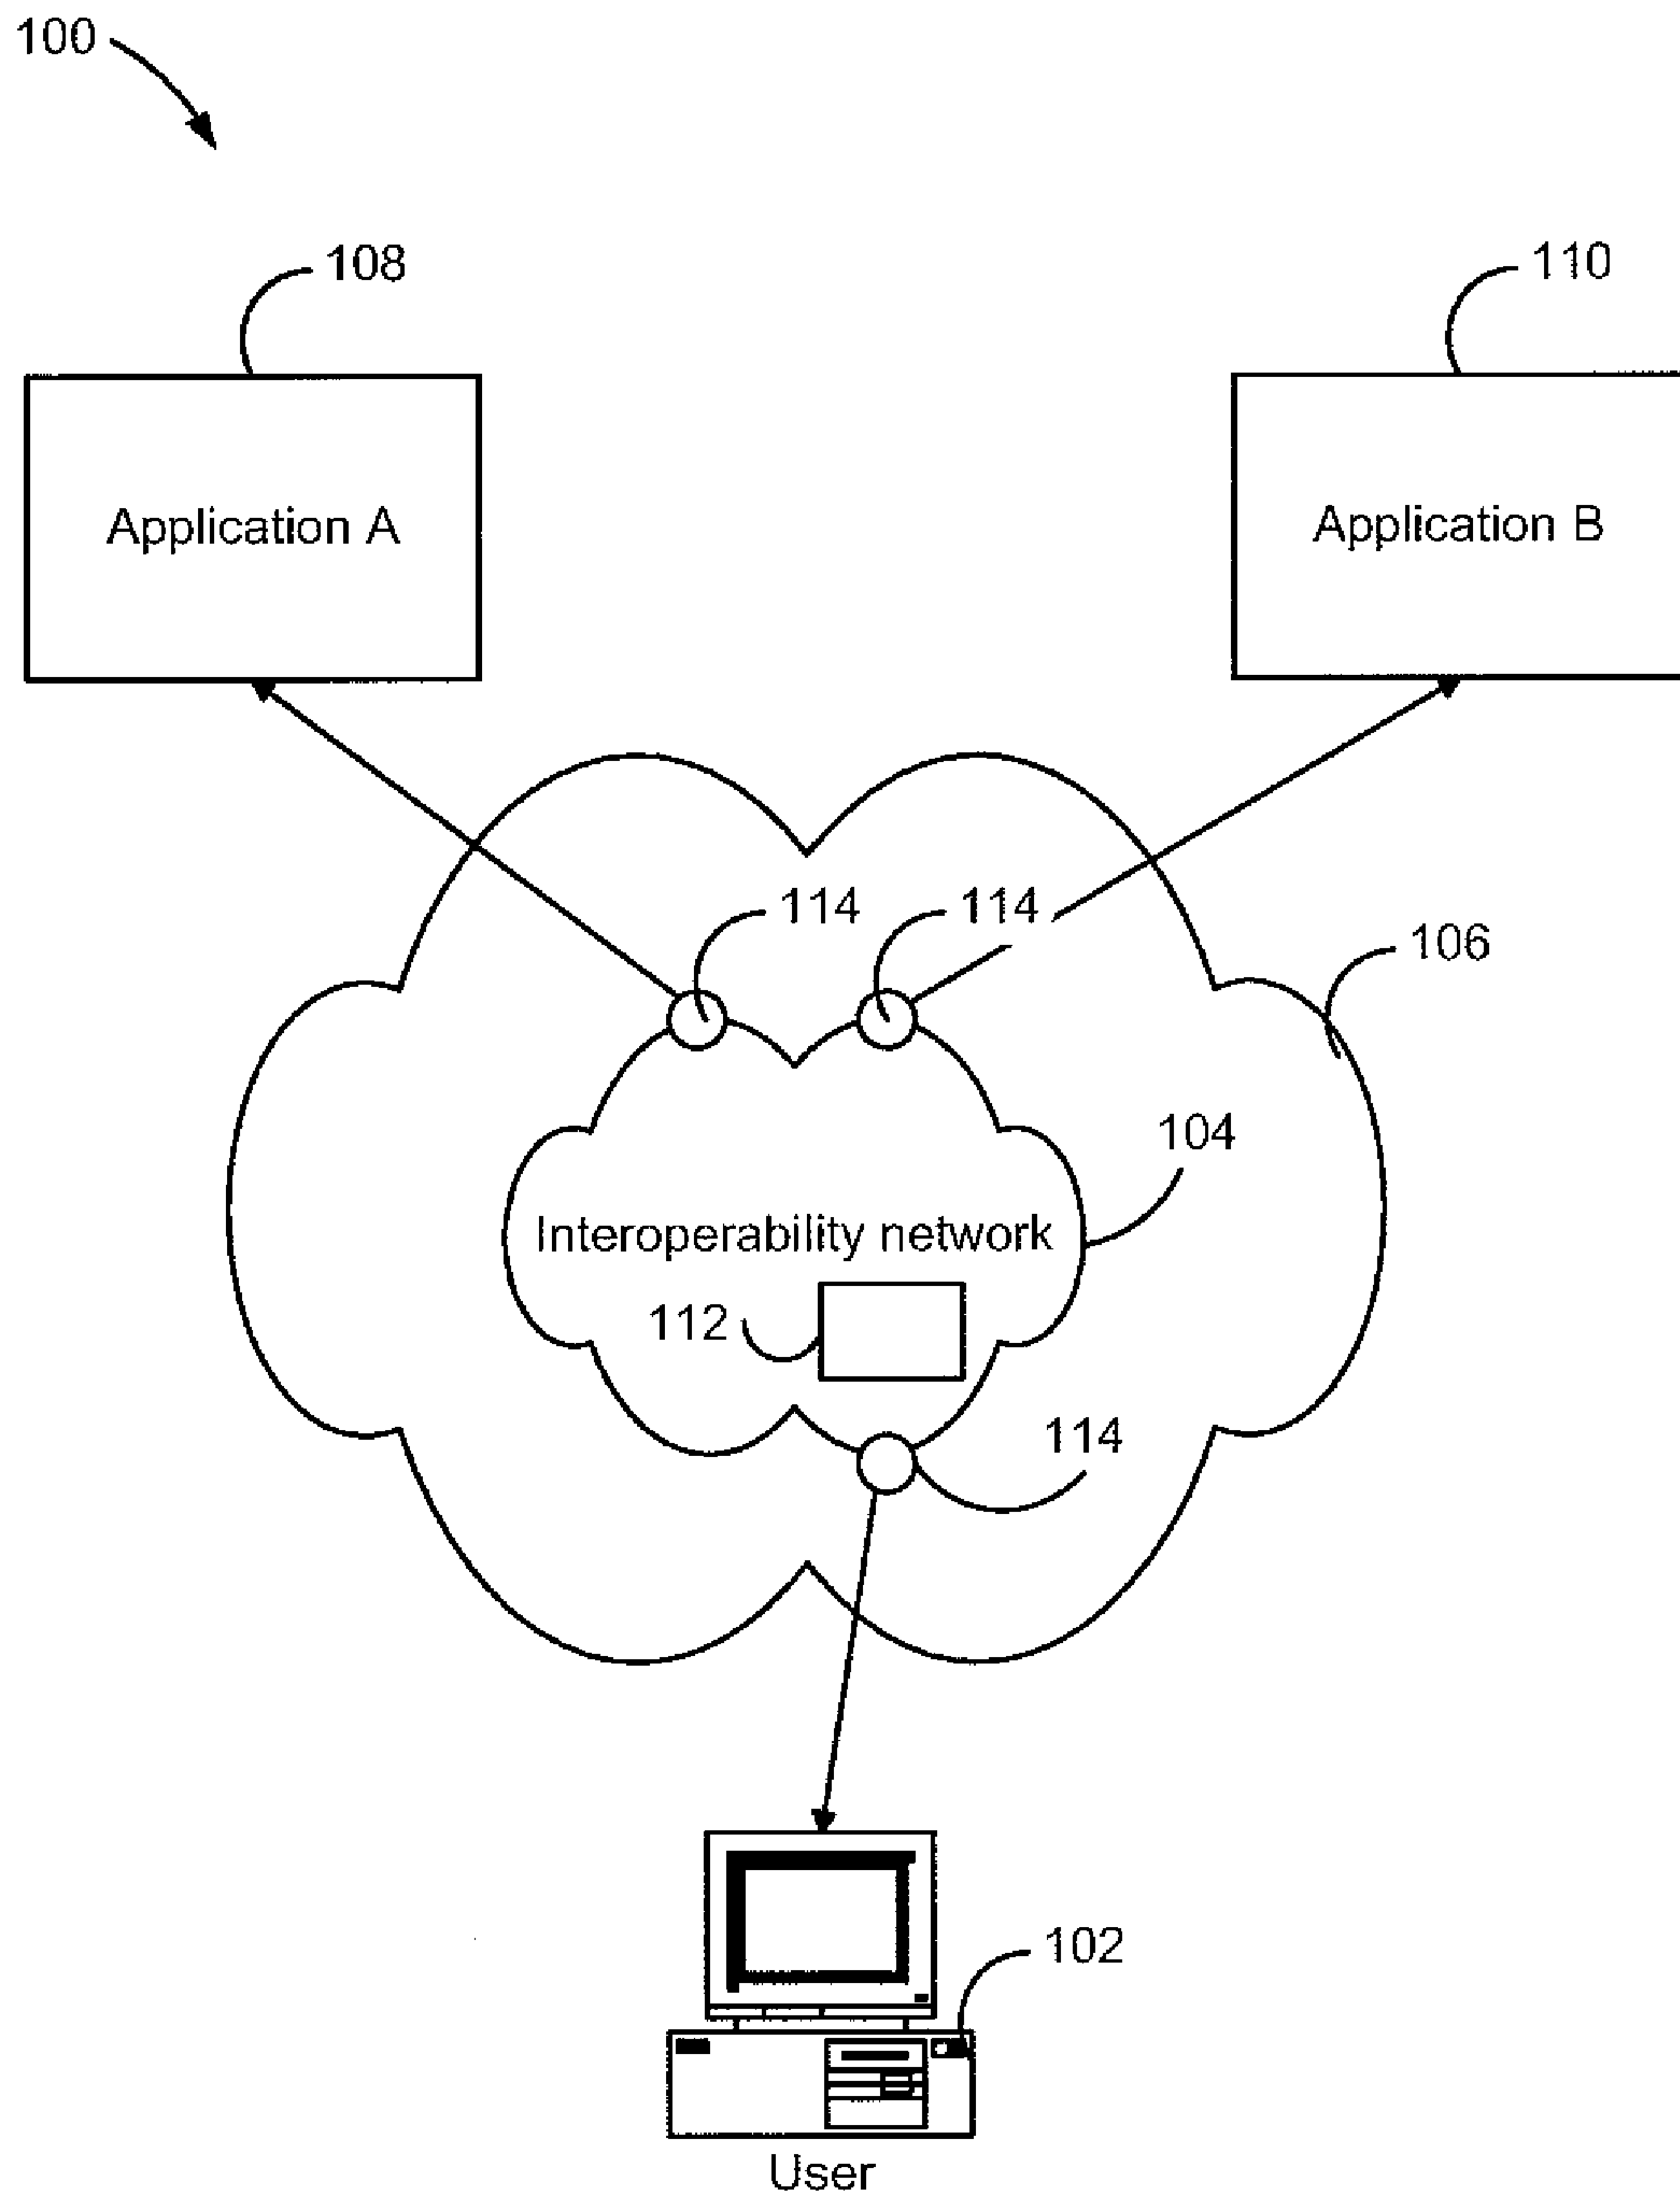 100
108
110
Application A
Application B
114
114
106
104
Interoperability network
112
114
102
User